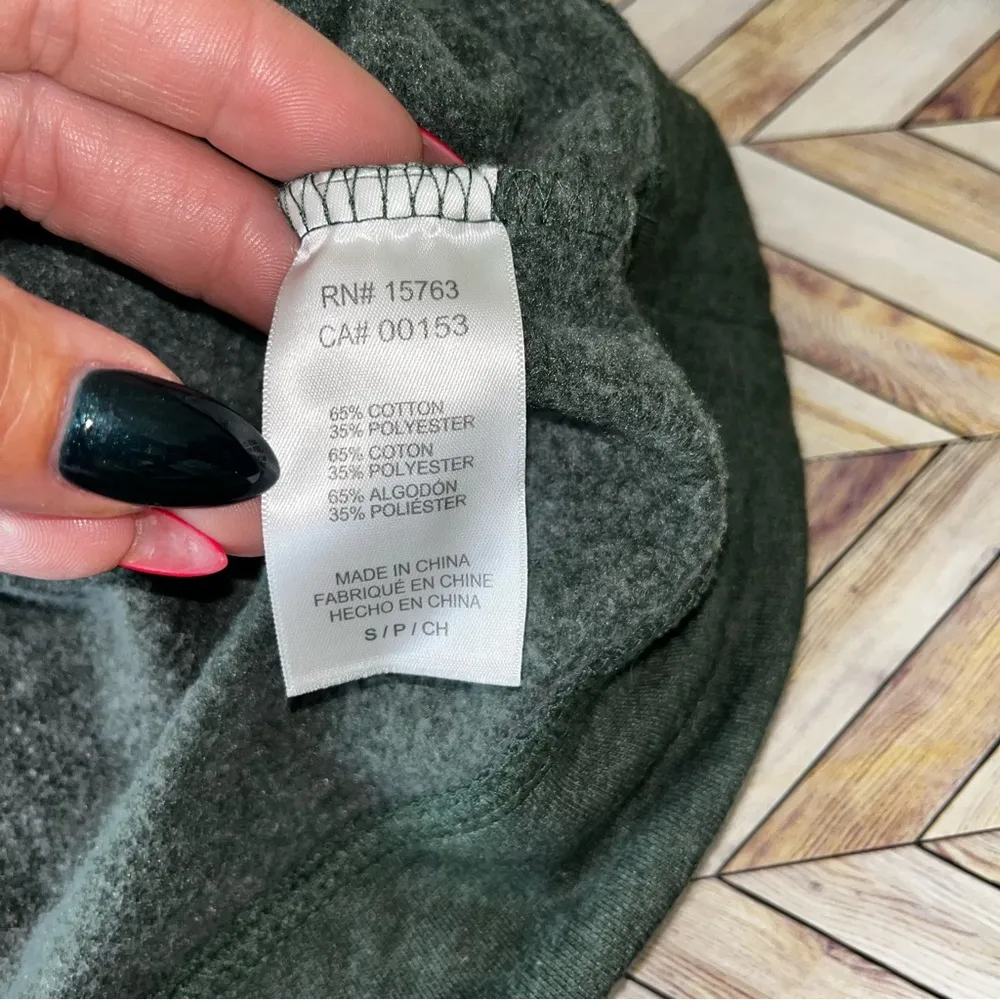 RN# 15763
CA# 00153
65% COTTON
35% POLYESTER
65% COTON
35% POLYESTER
65% ALGODÓN
35% POLIÉSTER
MADE IN CHINA
FABRIQUÉ EN CHINE
HECHO EN CHINA
S / P / CH